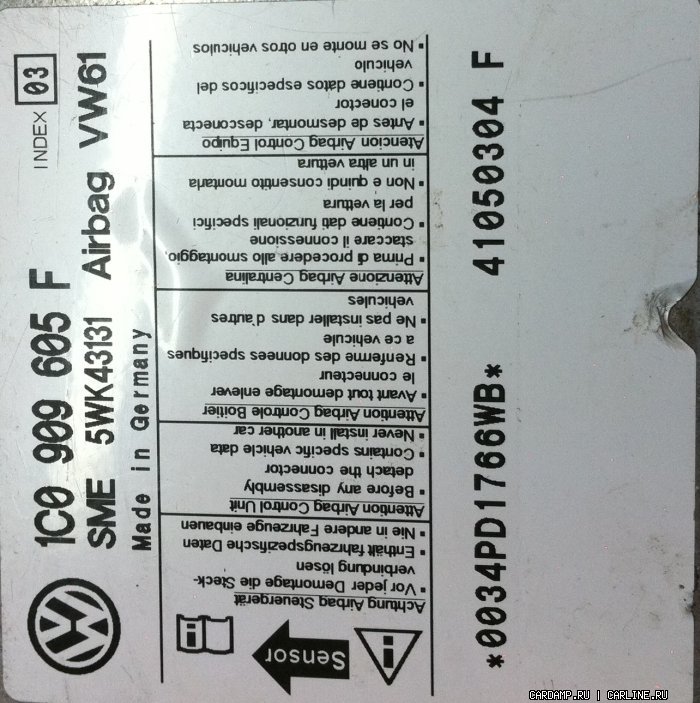 1C0 909 605 F
INDEX 03
SME 5WK43131 Airbag VW61
Made in Germany
Sensor
Achtung Airbag Steuergerät
▪ Vor jeder Demontage die Steck-
verbindung lösen
▪ Enthält fahrzeugspezifische Daten
▪ Nie in andere Fahrzeuge einbauen
Attention Airbag Control Unit
▪ Before any disassembly
detach the connector
▪ Contains specific vehicle data
▪ Never install in another car
Attention Airbag Controle Boitier
▪ Avant tout demontage enlever
le connecteur
▪ Renferme des donnees specifiques
a ce vehicule
▪ Ne pas installer dans d'autres
vehicules
Attenzione Airbag Centralina
▪ Prima di procedere allo smontaggio,
staccare il connessione
▪ Contiene dati funzionali specifici
per la vettura
▪ Non e quindi consentito montarla
in un altra vettura
Atencion Airbag Control Equipo
▪ Antes de desmontar, desconecta
el conector
▪ Contiene datos especificos del
vehiculo
▪ No se monte en otros vehiculos
*0034PD1766WB* 41050304 F
CARDAMP.RU | CARLINE.RU